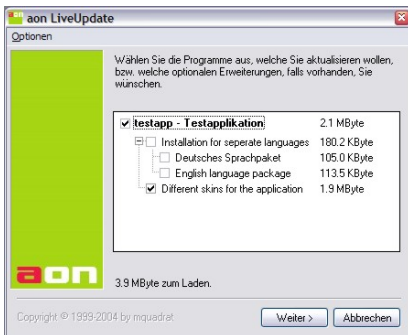 aon LiveUpdate
Optionen
Wählen Sie die Programme aus, welche Sie aktualisieren wollen,
bzw. welche optionalen Erweiterungen, falls vorhanden, Sie
wünschen.
testapp - Testapplikation 2.1 MByte
Installation for seperate languages 180.2 KByte
Deutsches Sprachpaket 105.0 KByte
English language package 113.5 KByte
Different skins for the application 1.9 MByte
aon
3.9 MByte zum Laden.
Copyright © 1999-2004 by mquadrat
Weiter > Abbrechen